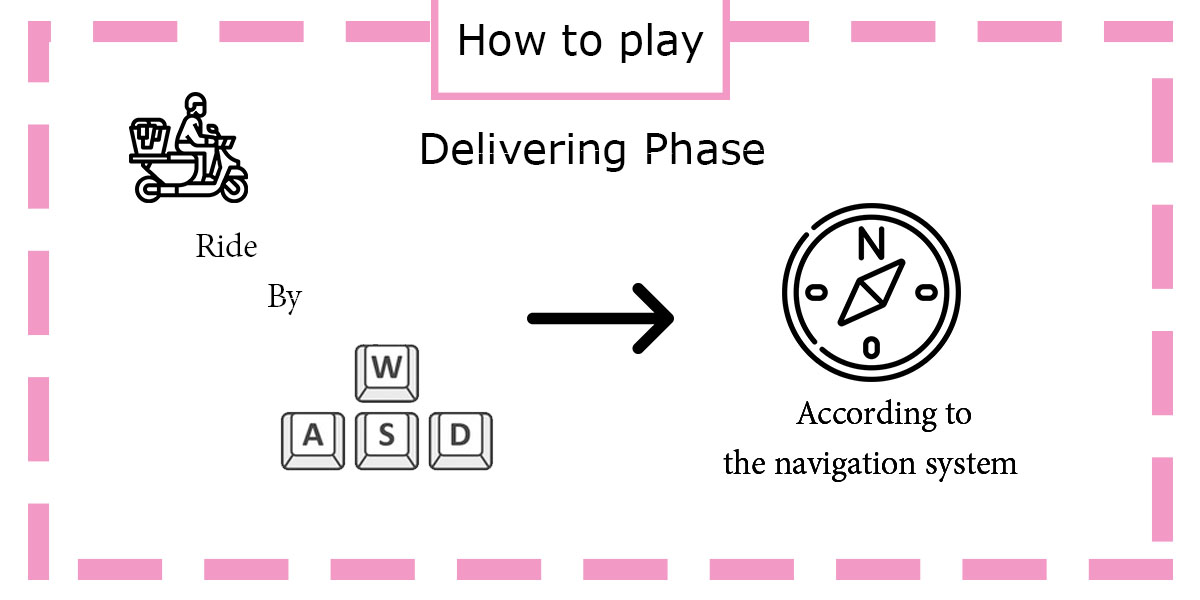 How to play
Delivering Phase
Ride
By
W
A S D
N
According to
the navigation system